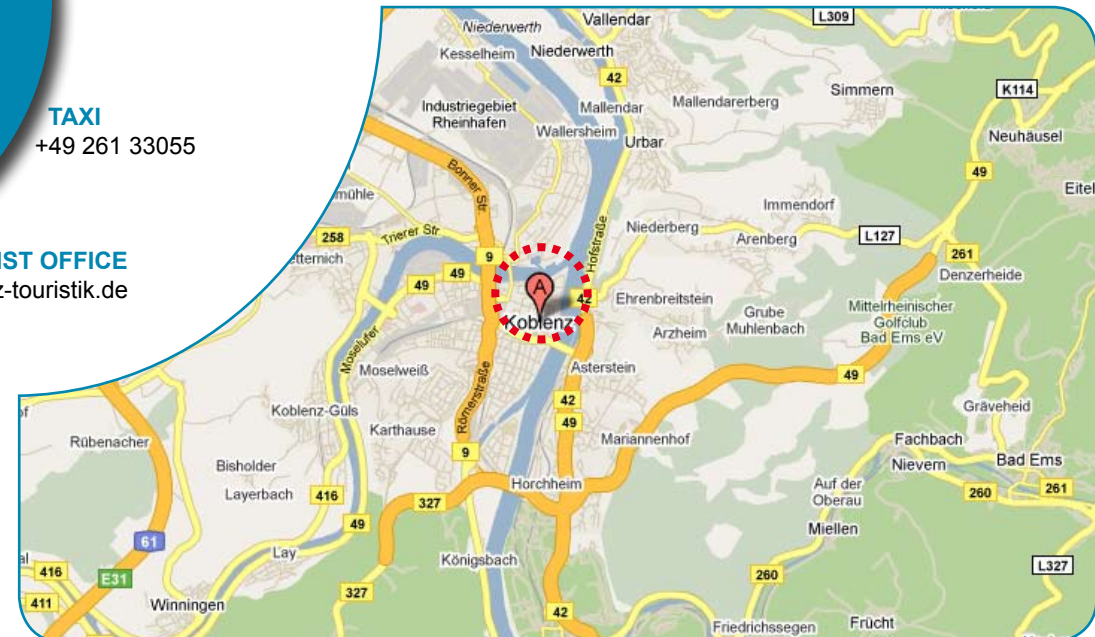 TAXI
+49 261 33055
IST OFFICE
z-touristik.de
Niederwerth
Vallendar
L309
Kesselheim
Niederwerth
42
Simmern
K114
Industriegebiet
Rheinhafen
Mallendar
Mallendarerberg
Wallersheim
Urbar
Neuhäusel
Bonner Str.
49
Eitel
mühle
Immendorf
258
Trierer Str
Hofstraße
Niederberg
Arenberg
L127
etternich
9
49
261
Denzerheide
49
A
42
Ehrenbreitstein
Koblenz
Arzheim
Grube
Muhlenbach
Mittelrheinischer
Golfclub
Bad Ems eV
Moselufer
Moselweiß
Asterstein
49
Römerstraße
42
Koblenz-Güls
49
Gräveheid
Rübenacher
Karthause
Mariannenhof
Fachbach
9
Bisholder
Nievern
Bad Ems
Layerbach
416
327
Horchheim
Auf der
Oberau
260
261
49
Miellen
61
Lay
Königsbach
416
E31
260
L327
411
Winningen
327
42
Friedrichssegen
Frücht